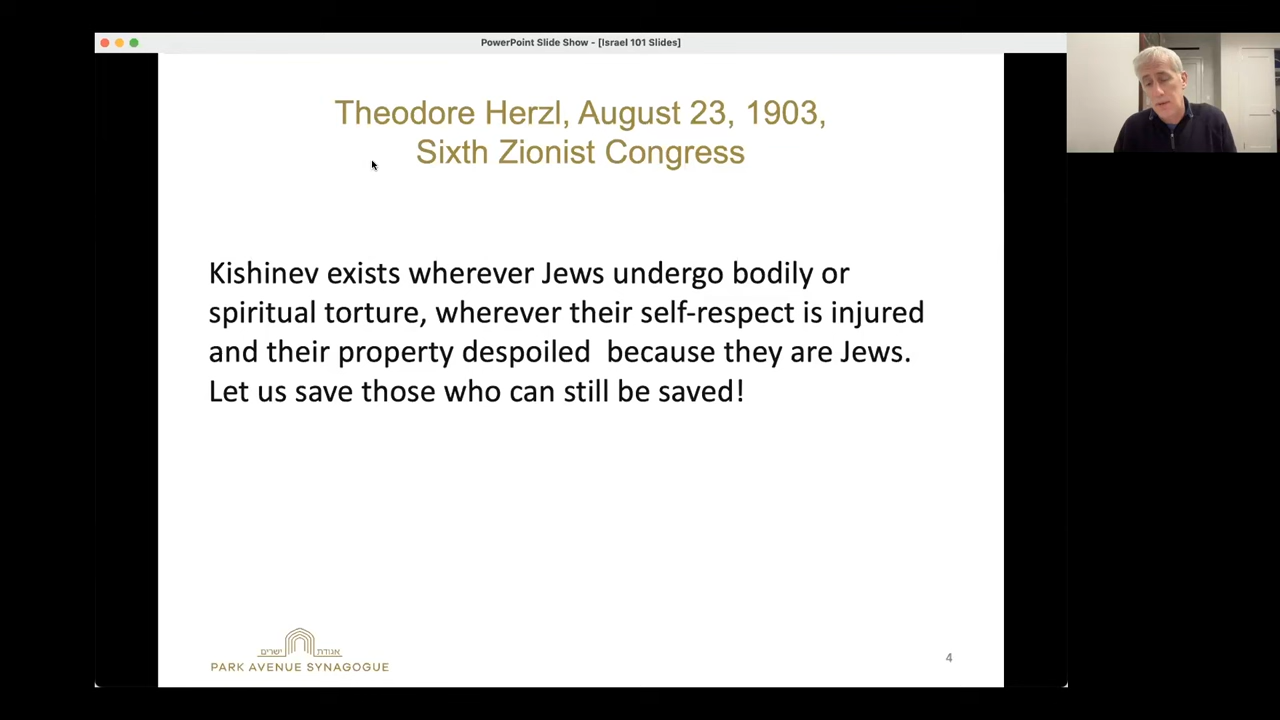 PowerPoint Slide Show - [Israel 101 Slides]
Theodore Herzl, August 23, 1903,
Sixth Zionist Congress
Kishinev exists wherever Jews undergo bodily or
spiritual torture, wherever their self-respect is injured
and their property despoiled  because they are Jews.
Let us save those who can still be saved!
אגודת ישרים
PARK AVENUE SYNAGOGUE
4